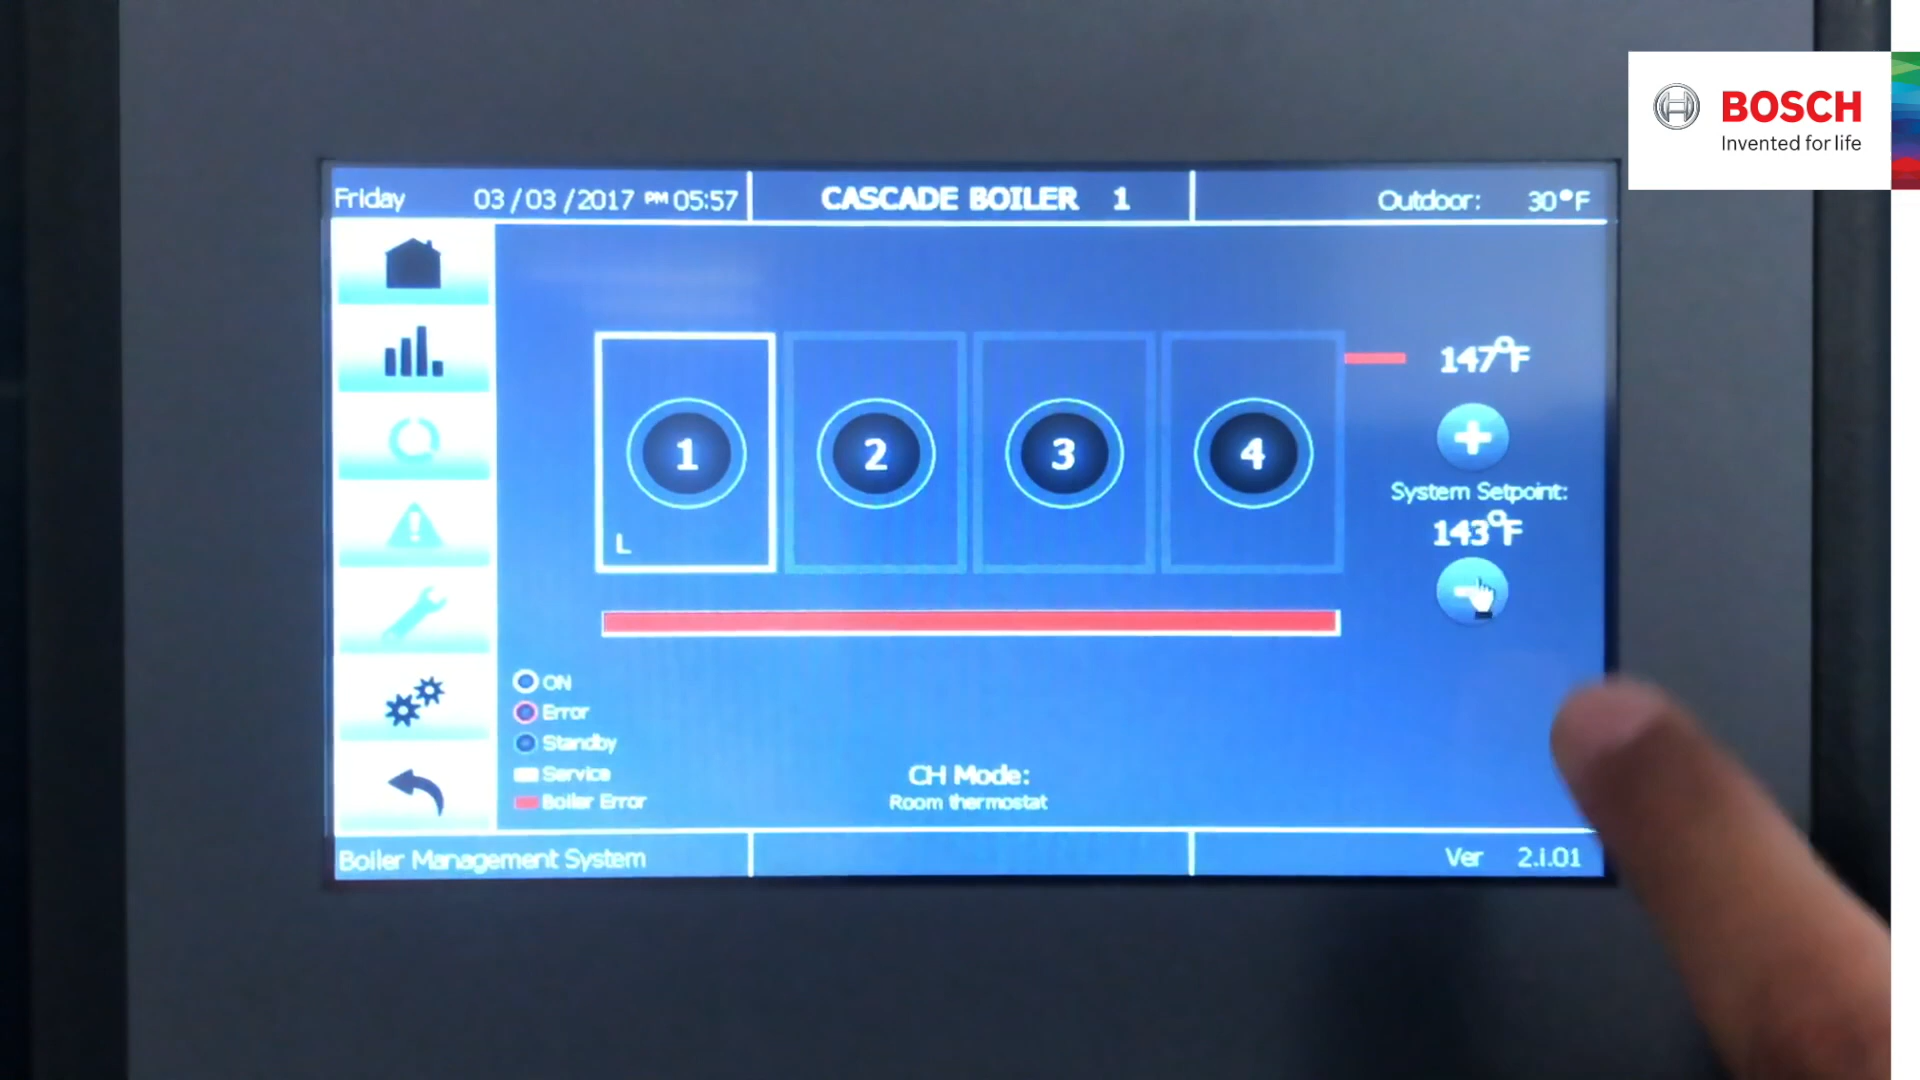 BOSCH
Invented for life
Friday 03/03/2017 PM 05:57 CASCADE BOILER 1 Outdoor: 30°F
147°F
1 2 3 4
System Setpoint:
143°F
L
ON
Error
Standby
Service
Boiler Error
CH Mode:
Room thermostat
Boiler Management System Ver 2.i.01